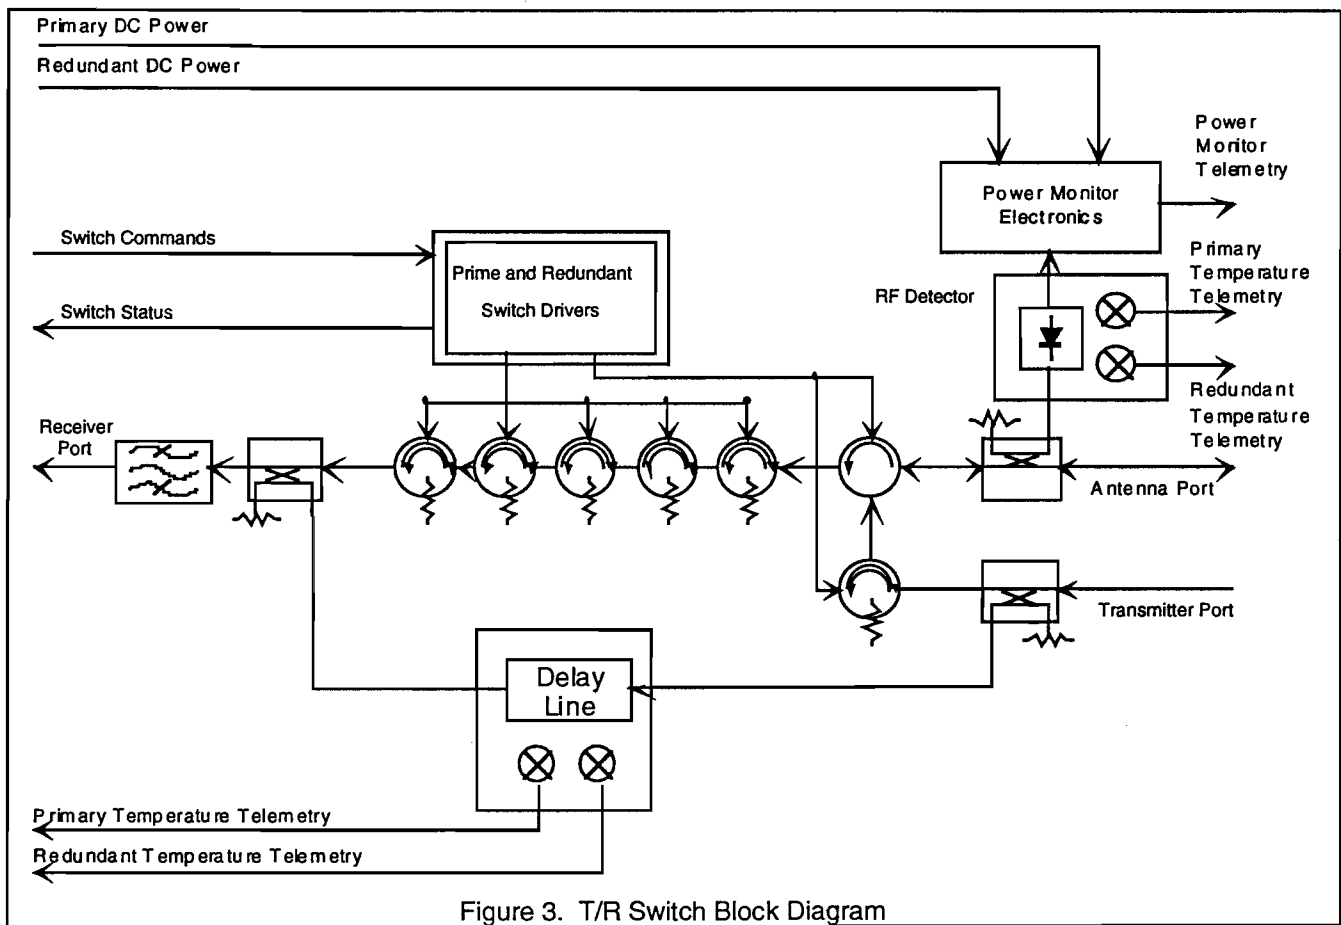 Primary DC Power
Redundant DC Power
Power
Monitor
Telemetry
Power Monitor
Electronics
Switch Commands
Prime and Redundant
Switch Drivers
Switch Status
RF Detector
Primary
Temperature
Telemetry
Redundant
Temperature
Telemetry
Receiver
Port
Antenna Port
Transmitter Port
Delay
Line
Primary Temperature Telemetry
Redundant Temperature Telemetry
Figure 3. T/R Switch Block Diagram